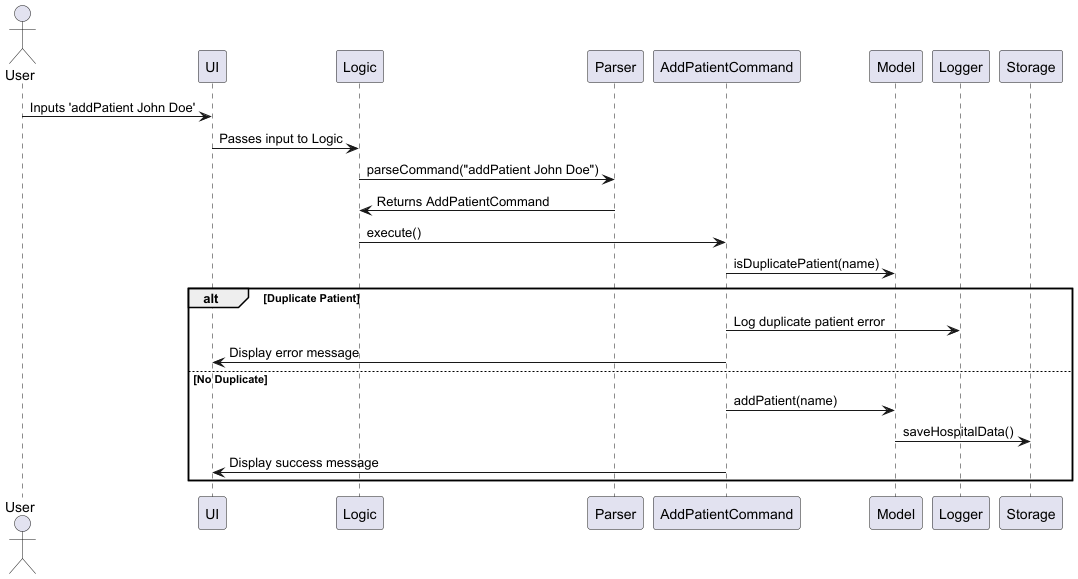 User
UI
Logic
Parser
AddPatientCommand
Model
Logger
Storage
Inputs 'addPatient John Doe'
Passes input to Logic
parseCommand("addPatient John Doe")
Returns AddPatientCommand
execute()
isDuplicatePatient(name)
alt
[Duplicate Patient]
Log duplicate patient error
Display error message
[No Duplicate]
addPatient(name)
saveHospitalData()
Display success message
User
UI
Logic
Parser
AddPatientCommand
Model
Logger
Storage